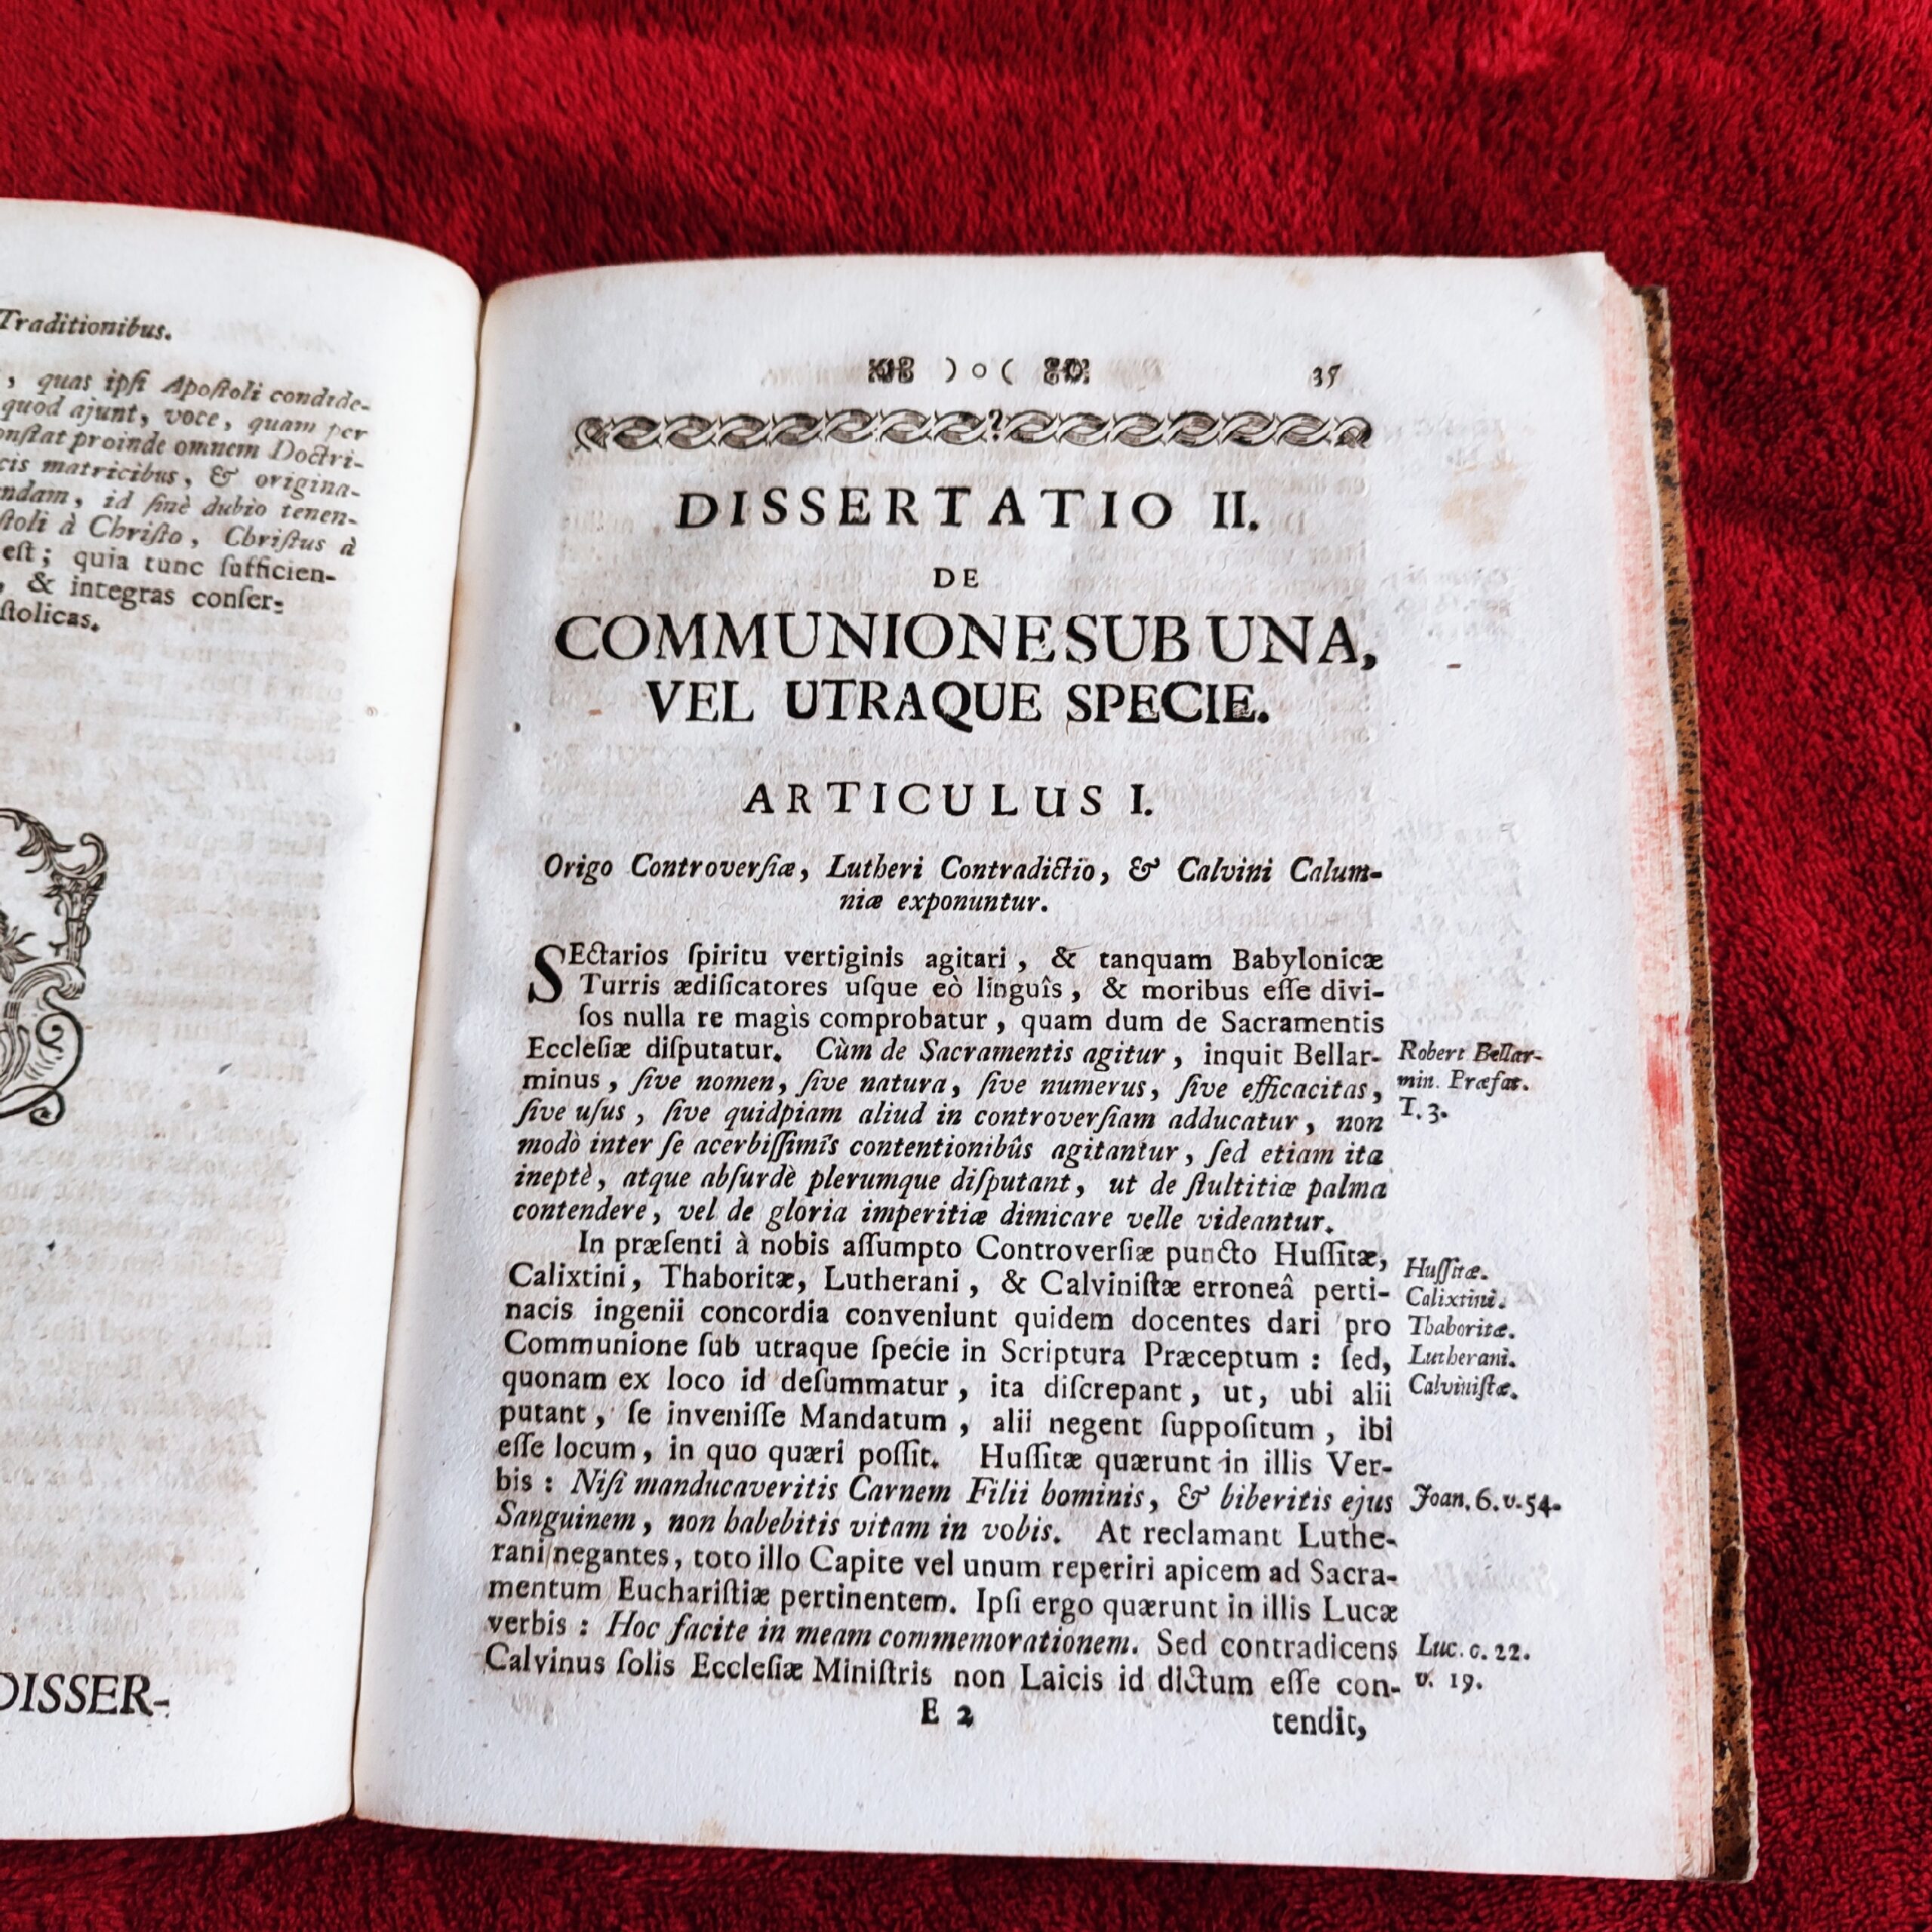 Traditionibus.
, quas ipſi Apoſtoli condide-
quod ajunt, voce, quam per
onſtat proinde omnem Doctri-
cis matricibus, & origina-
ndam, id ſinè dubio tenen-
ſtoli à Chriſto, Chriſtus à
eſt; quia tunc ſufficien-
, & integras conſer-
ſtolicas.
DISSER-
) o ( 35
DISSERTATIO II.
DE
COMMUNIONE SUB UNA,
VEL UTRAQUE SPECIE.
ARTICULUS I.
Origo Controverſiæ, Lutheri Contradictio, & Calvini Calum-
niæ exponuntur.
SEctarios ſpiritu vertiginis agitari, & tanquam Babylonicæ
Turris ædificatores uſque eò linguîs, & moribus eſſe divi-
ſos nulla re magis comprobatur, quam dum de Sacramentis
Eccleſiæ diſputatur. Cùm de Sacramentis agitur, inquit Bellar-
minus, ſive nomen, ſive natura, ſive numerus, ſive efficacitas,
ſive uſus, ſive quidpiam aliud in controverſiam adducatur, non
modò inter ſe acerbiſſimîs contentionibûs agitantur, ſed etiam ita
ineptè, atque abſurdè plerumque diſputant, ut de ſtultitiæ palma
contendere, vel de gloria imperitiæ dimicare velle videantur.
Robert Bellar-
min. Præfat.
T. 3.
In præſenti à nobis aſſumpto Controverſiæ puncto Huſſitæ,
Calixtini, Thaboritæ, Lutherani, & Calviniſtæ erroneâ perti-
nacis ingenii concordia conveniunt quidem docentes dari pro
Communione ſub utraque ſpecie in Scriptura Præceptum : ſed,
quonam ex loco id deſummatur, ita diſcrepant, ut, ubi alii
putant, ſe inveniſſe Mandatum, alii negent ſuppoſitum, ibi
eſſe locum, in quo quæri poſſit. Huſſitæ quærunt in illis Ver-
bis : Niſi manducaveritis Carnem Filii hominis, & biberitis ejus
Sanguinem, non habebitis vitam in vobis. At reclamant Luthe-
rani negantes, toto illo Capite vel unum reperiri apicem ad Sacra-
mentum Euchariſtiæ pertinentem. Ipſi ergo quærunt in illis Lucæ
verbis : Hoc facite in meam commemorationem. Sed contradicens
Calvinus ſolis Eccleſiæ Miniſtris non Laicis id dictum eſſe con-
Huſſitæ.
Calixtini.
Thaboritæ.
Lutherani.
Calviniſtæ.
Joan. 6. v. 54.
Luc. c. 22.
v. 19.
E 2 tendit,